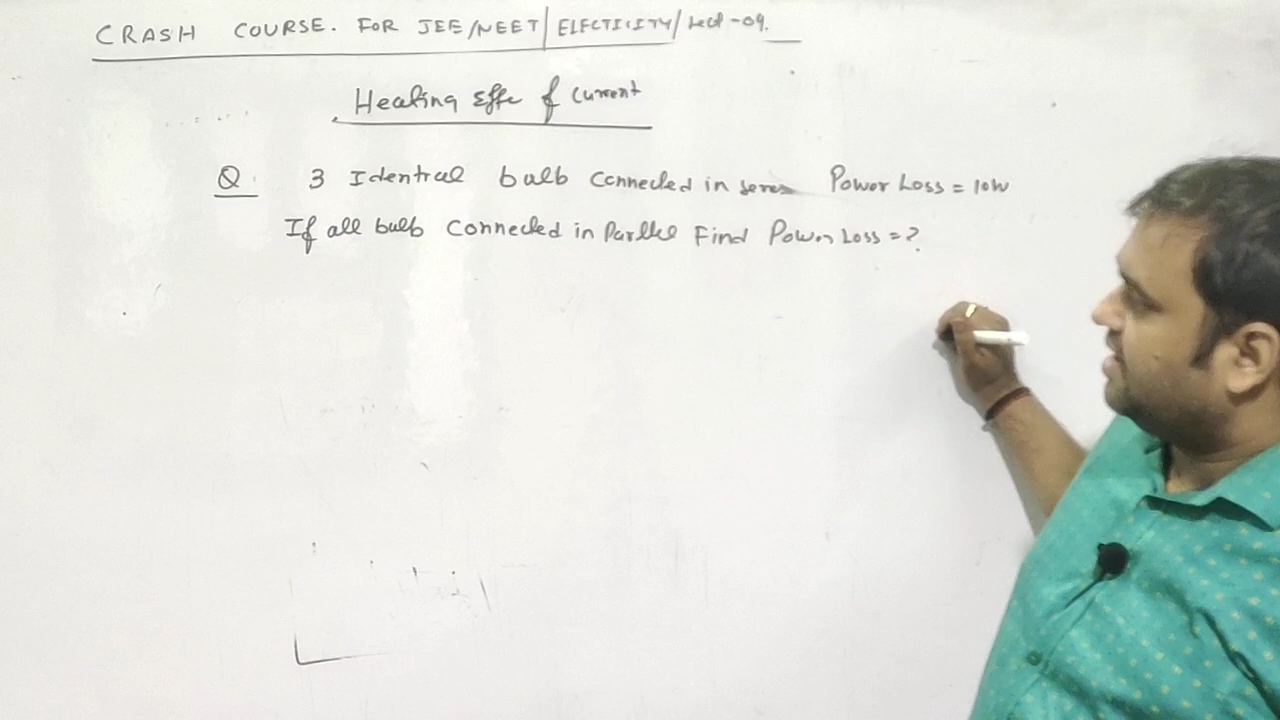 CRASH COURSE. FOR JEE/NEET/ELECTICITY/Lect-09.
Heating Effe of Current
Q. 3 Identical bulb Connected in series Power Loss = 10W
If all bulb Connected in Parllel Find Power Loss = ?